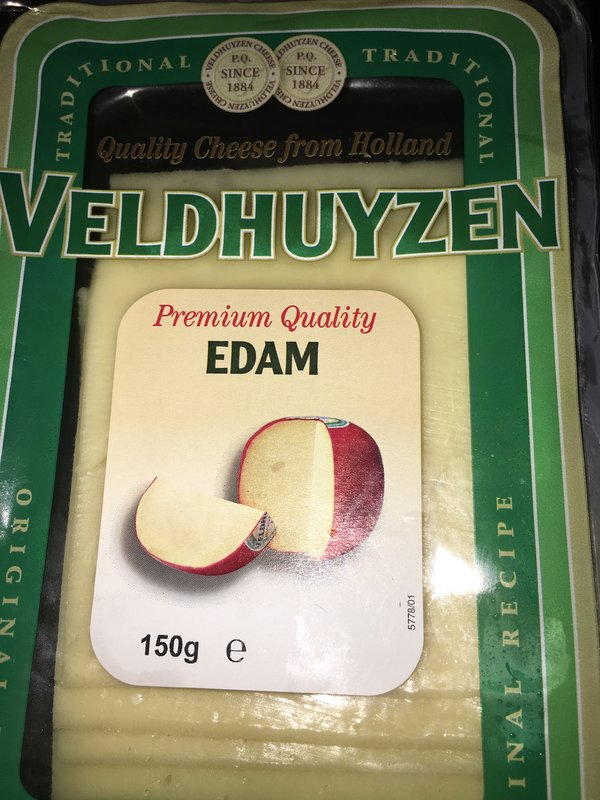 TRADITIONAL
VELDHUYZEN CHEESE
P.Q.
SINCE
1884
VELDHUYZEN CHEESE
P.Q.
SINCE
1884
TRADITIONAL
Quality Cheese from Holland
VELDHUYZEN
Premium Quality
EDAM
150g e
5778/01
ORIGINAL
INAL RECIPE